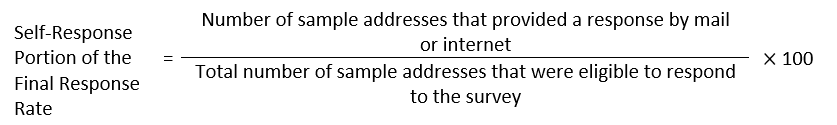 Self-Response
Portion of the
Final Response
Rate
=
Number of sample addresses that provided a response by mail
or internet
Total number of sample addresses that were eligible to respond
to the survey
× 100